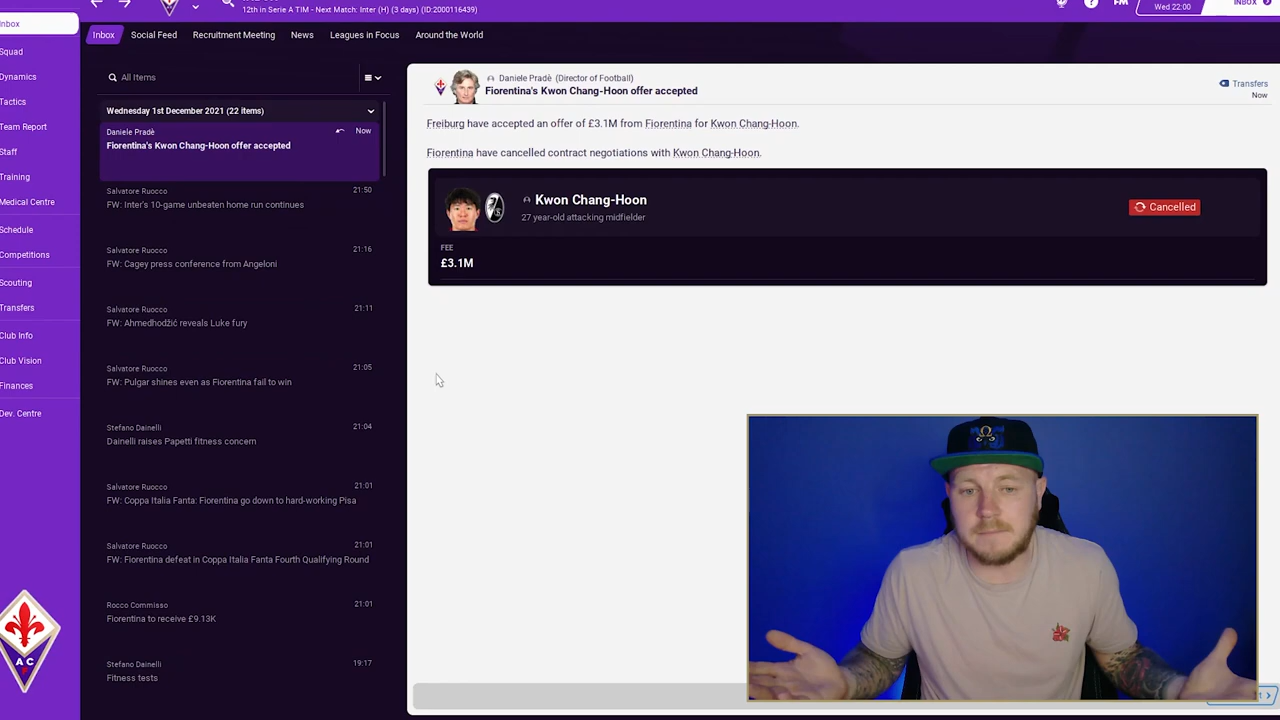 12th in Serie A TIM - Next Match: Inter (H) (3 days) (ID:2000116439)
Wed 22:00
INBOX
FM
Inbox
Squad
Dynamics
Tactics
Team Report
Staff
Training
Medical Centre
Schedule
Competitions
Scouting
Transfers
Club Info
Club Vision
Finances
Dev. Centre
AC
Inbox Social Feed Recruitment Meeting News Leagues in Focus Around the World
All Items
Wednesday 1st December 2021 (22 items)
Daniele Pradè Now
Fiorentina's Kwon Chang-Hoon offer accepted
Salvatore Ruocco 21:50
FW: Inter's 10-game unbeaten home run continues
Salvatore Ruocco 21:16
FW: Cagey press conference from Angeloni
Salvatore Ruocco 21:11
FW: Ahmedhodžić reveals Luke fury
Salvatore Ruocco 21:05
FW: Pulgar shines even as Fiorentina fail to win
Stefano Dainelli 21:04
Dainelli raises Papetti fitness concern
Salvatore Ruocco 21:01
FW: Coppa Italia Fanta: Fiorentina go down to hard-working Pisa
Salvatore Ruocco 21:01
FW: Fiorentina defeat in Coppa Italia Fanta Fourth Qualifying Round
Rocco Commisso 21:01
Fiorentina to receive £9.13K
Stefano Dainelli 19:17
Fitness tests
Daniele Pradè (Director of Football)
Fiorentina's Kwon Chang-Hoon offer accepted
Transfers
Now
Freiburg have accepted an offer of £3.1M from Fiorentina for Kwon Chang-Hoon.
Fiorentina have cancelled contract negotiations with Kwon Chang-Hoon.
Kwon Chang-Hoon
27 year-old attacking midfielder
Cancelled
FEE
£3.1M